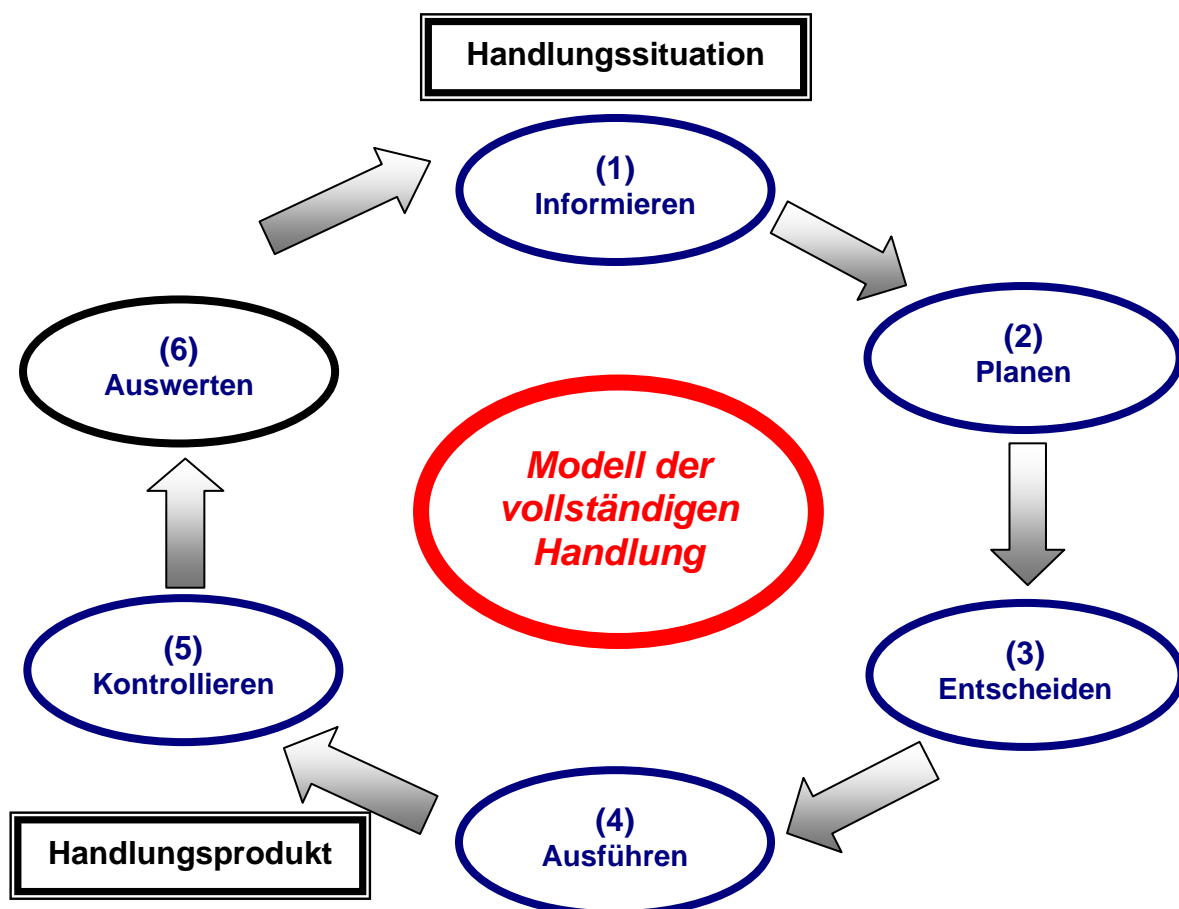 Handlungssituation
(1)
Informieren
(2)
Planen
(3)
Entscheiden
(4)
Ausführen
(5)
Kontrollieren
(6)
Auswerten
Modell der
vollständigen
Handlung
Handlungsprodukt